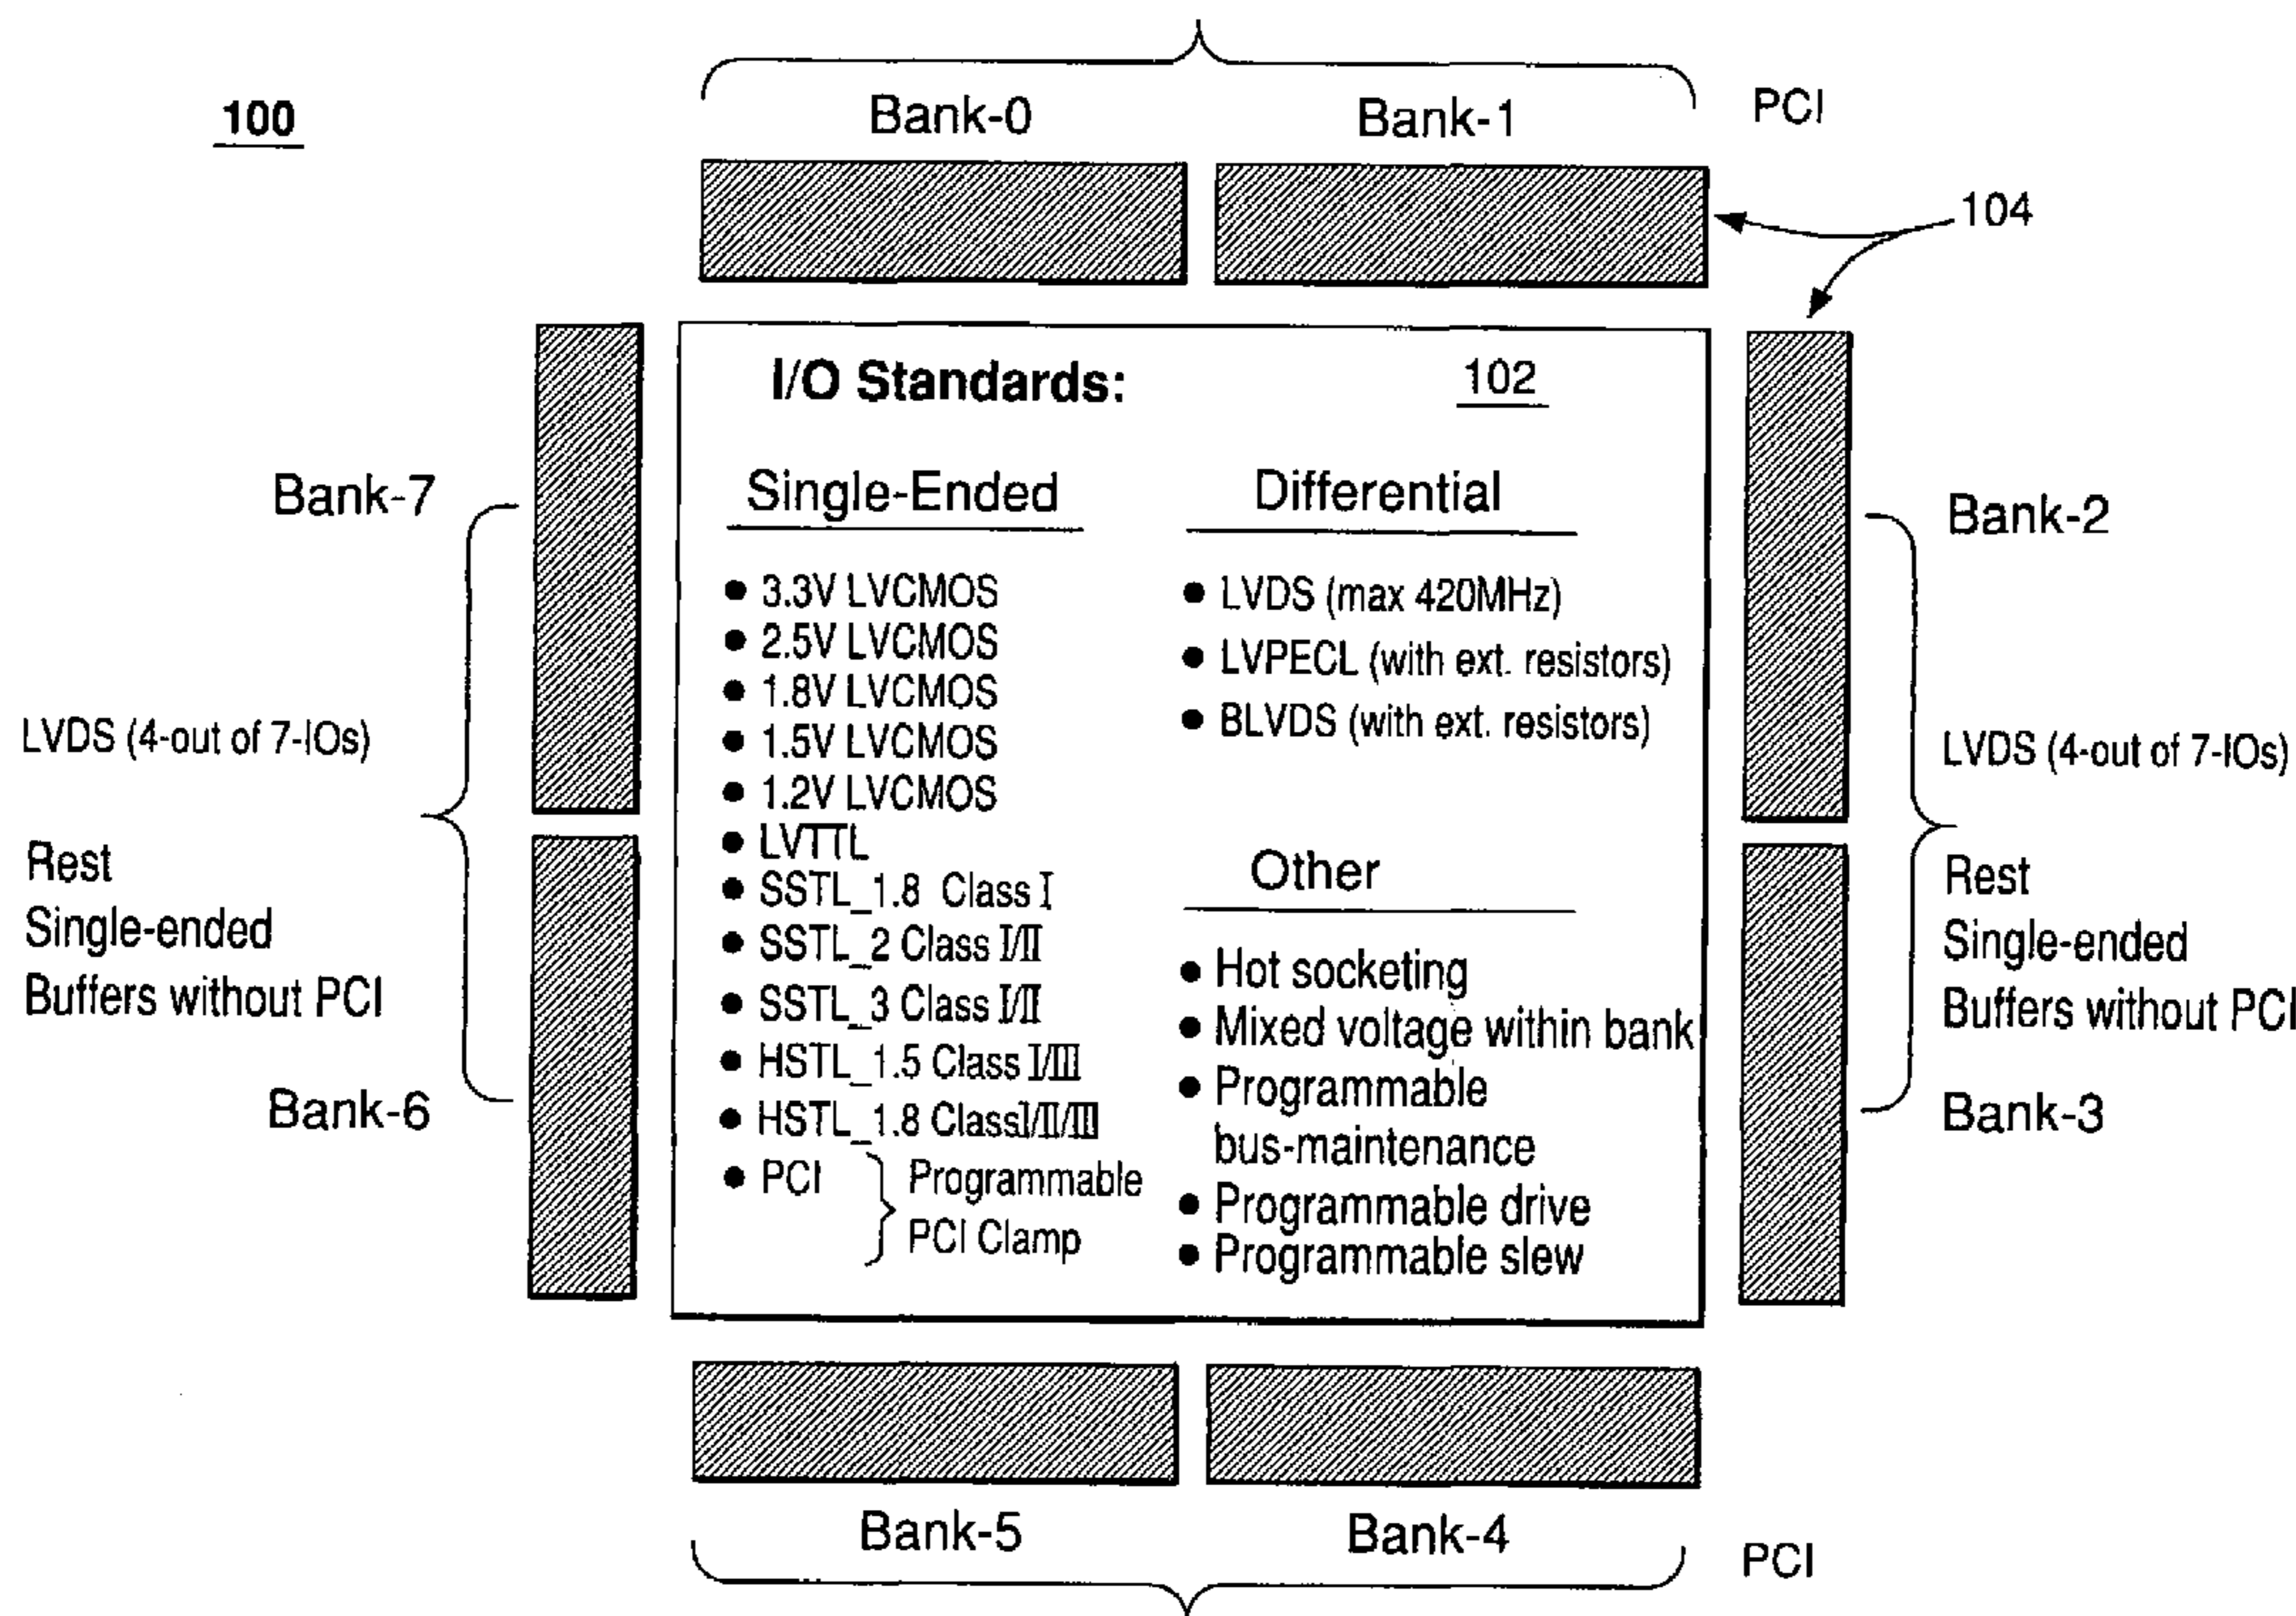 100
Bank-0
Bank-1
PCI
104
I/O Standards:
102
Single-Ended
• 3.3V LVCMOS
• 2.5V LVCMOS
• 1.8V LVCMOS
• 1.5V LVCMOS
• 1.2V LVCMOS
• LVTTL
• SSTL_1.8 Class I
• SSTL_2 Class I/II
• SSTL_3 Class I/II
• HSTL_1.5 Class I/III
• HSTL_1.8 ClassI/II/III
• PCI
Programmable
PCI Clamp
Differential
• LVDS (max 420MHz)
• LVPECL (with ext. resistors)
• BLVDS (with ext. resistors)
Other
• Hot socketing
• Mixed voltage within bank
• Programmable
bus-maintenance
• Programmable drive
• Programmable slew
Bank-7
LVDS (4-out of 7-IOs)
Rest
Single-ended
Buffers without PCI
Bank-6
Bank-2
LVDS (4-out of 7-IOs)
Rest
Single-ended
Buffers without PCI
Bank-3
Bank-5
Bank-4
PCI